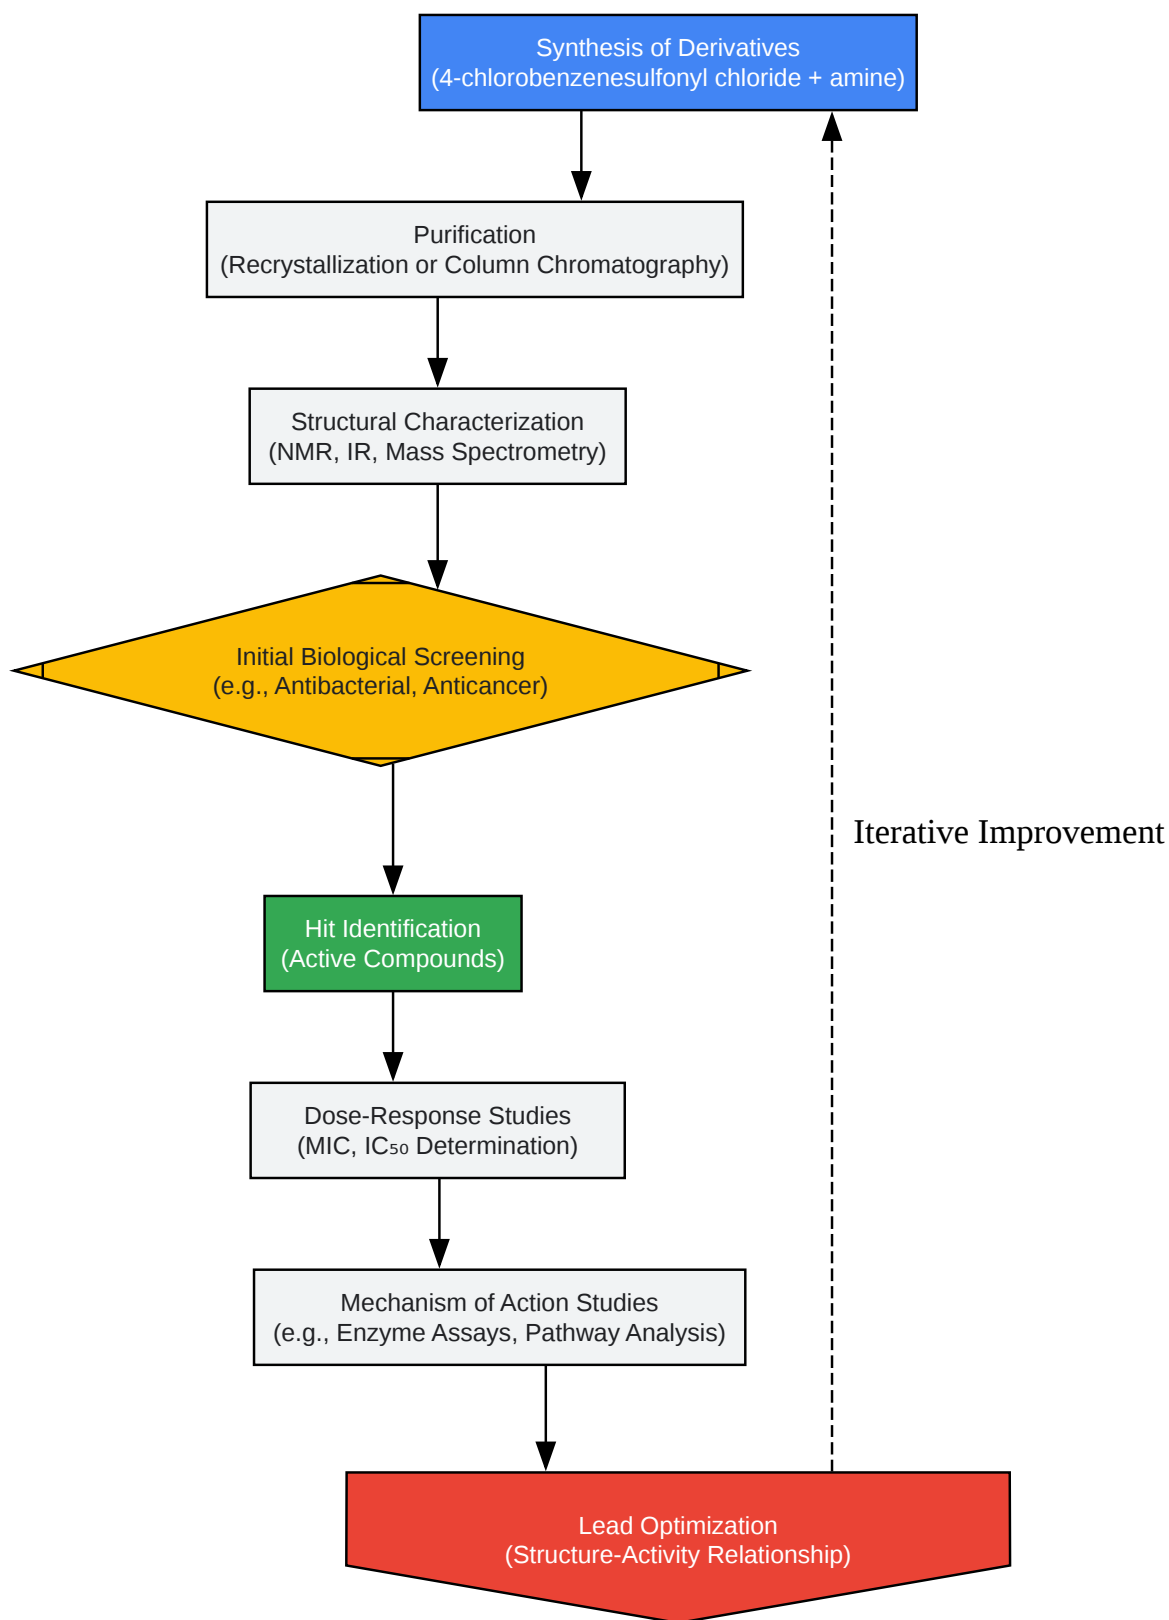 Synthesis of Derivatives
(4-chlorobenzenesulfonyl chloride + amine)
Purification
(Recrystallization or Column Chromatography)
Structural Characterization
(NMR, IR, Mass Spectrometry)
Initial Biological Screening
(e.g., Antibacterial, Anticancer)
Iterative Improvement
Hit Identification
(Active Compounds)
Dose-Response Studies
(MIC, IC₅₀ Determination)
Mechanism of Action Studies
(e.g., Enzyme Assays, Pathway Analysis)
Lead Optimization
(Structure-Activity Relationship)